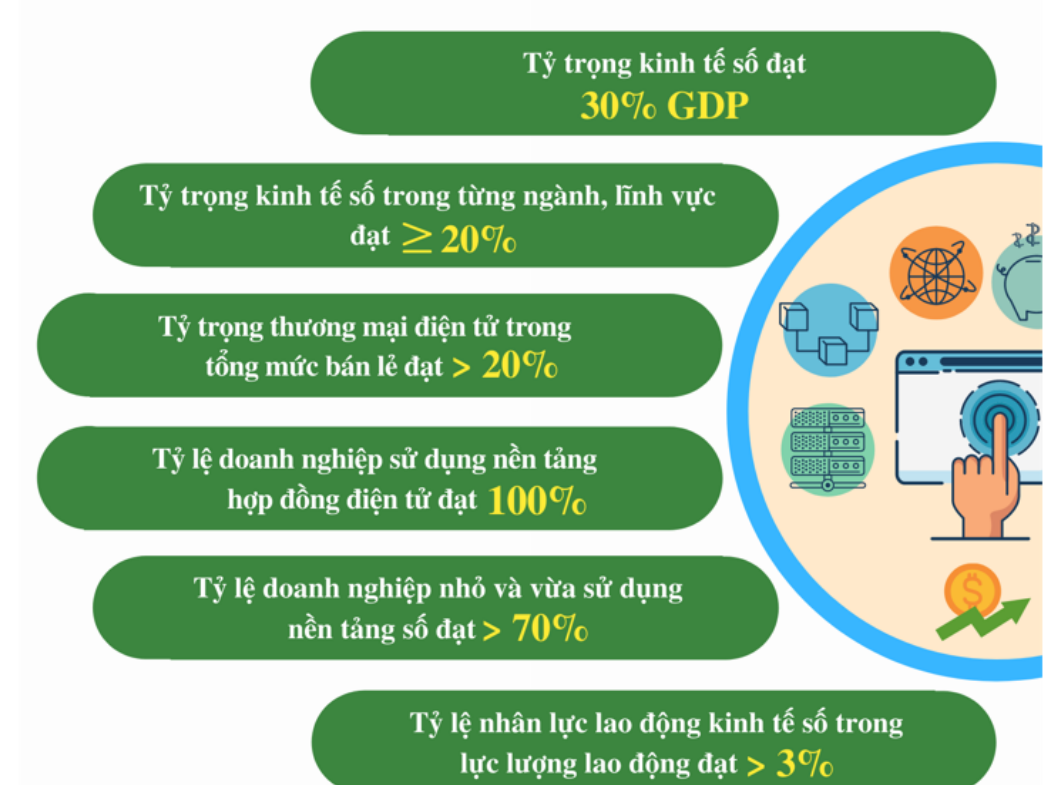 Tỷ trọng kinh tế số đạt
30% GDP
Tỷ trọng kinh tế số trong từng ngành, lĩnh vực
đạt ≥ 20%
Tỷ trọng thương mại điện tử trong
tổng mức bán lẻ đạt > 20%
Tỷ lệ doanh nghiệp sử dụng nền tảng
hợp đồng điện tử đạt 100%
Tỷ lệ doanh nghiệp nhỏ và vừa sử dụng
nền tảng số đạt > 70%
Tỷ lệ nhân lực lao động kinh tế số trong
lực lượng lao động đạt > 3%